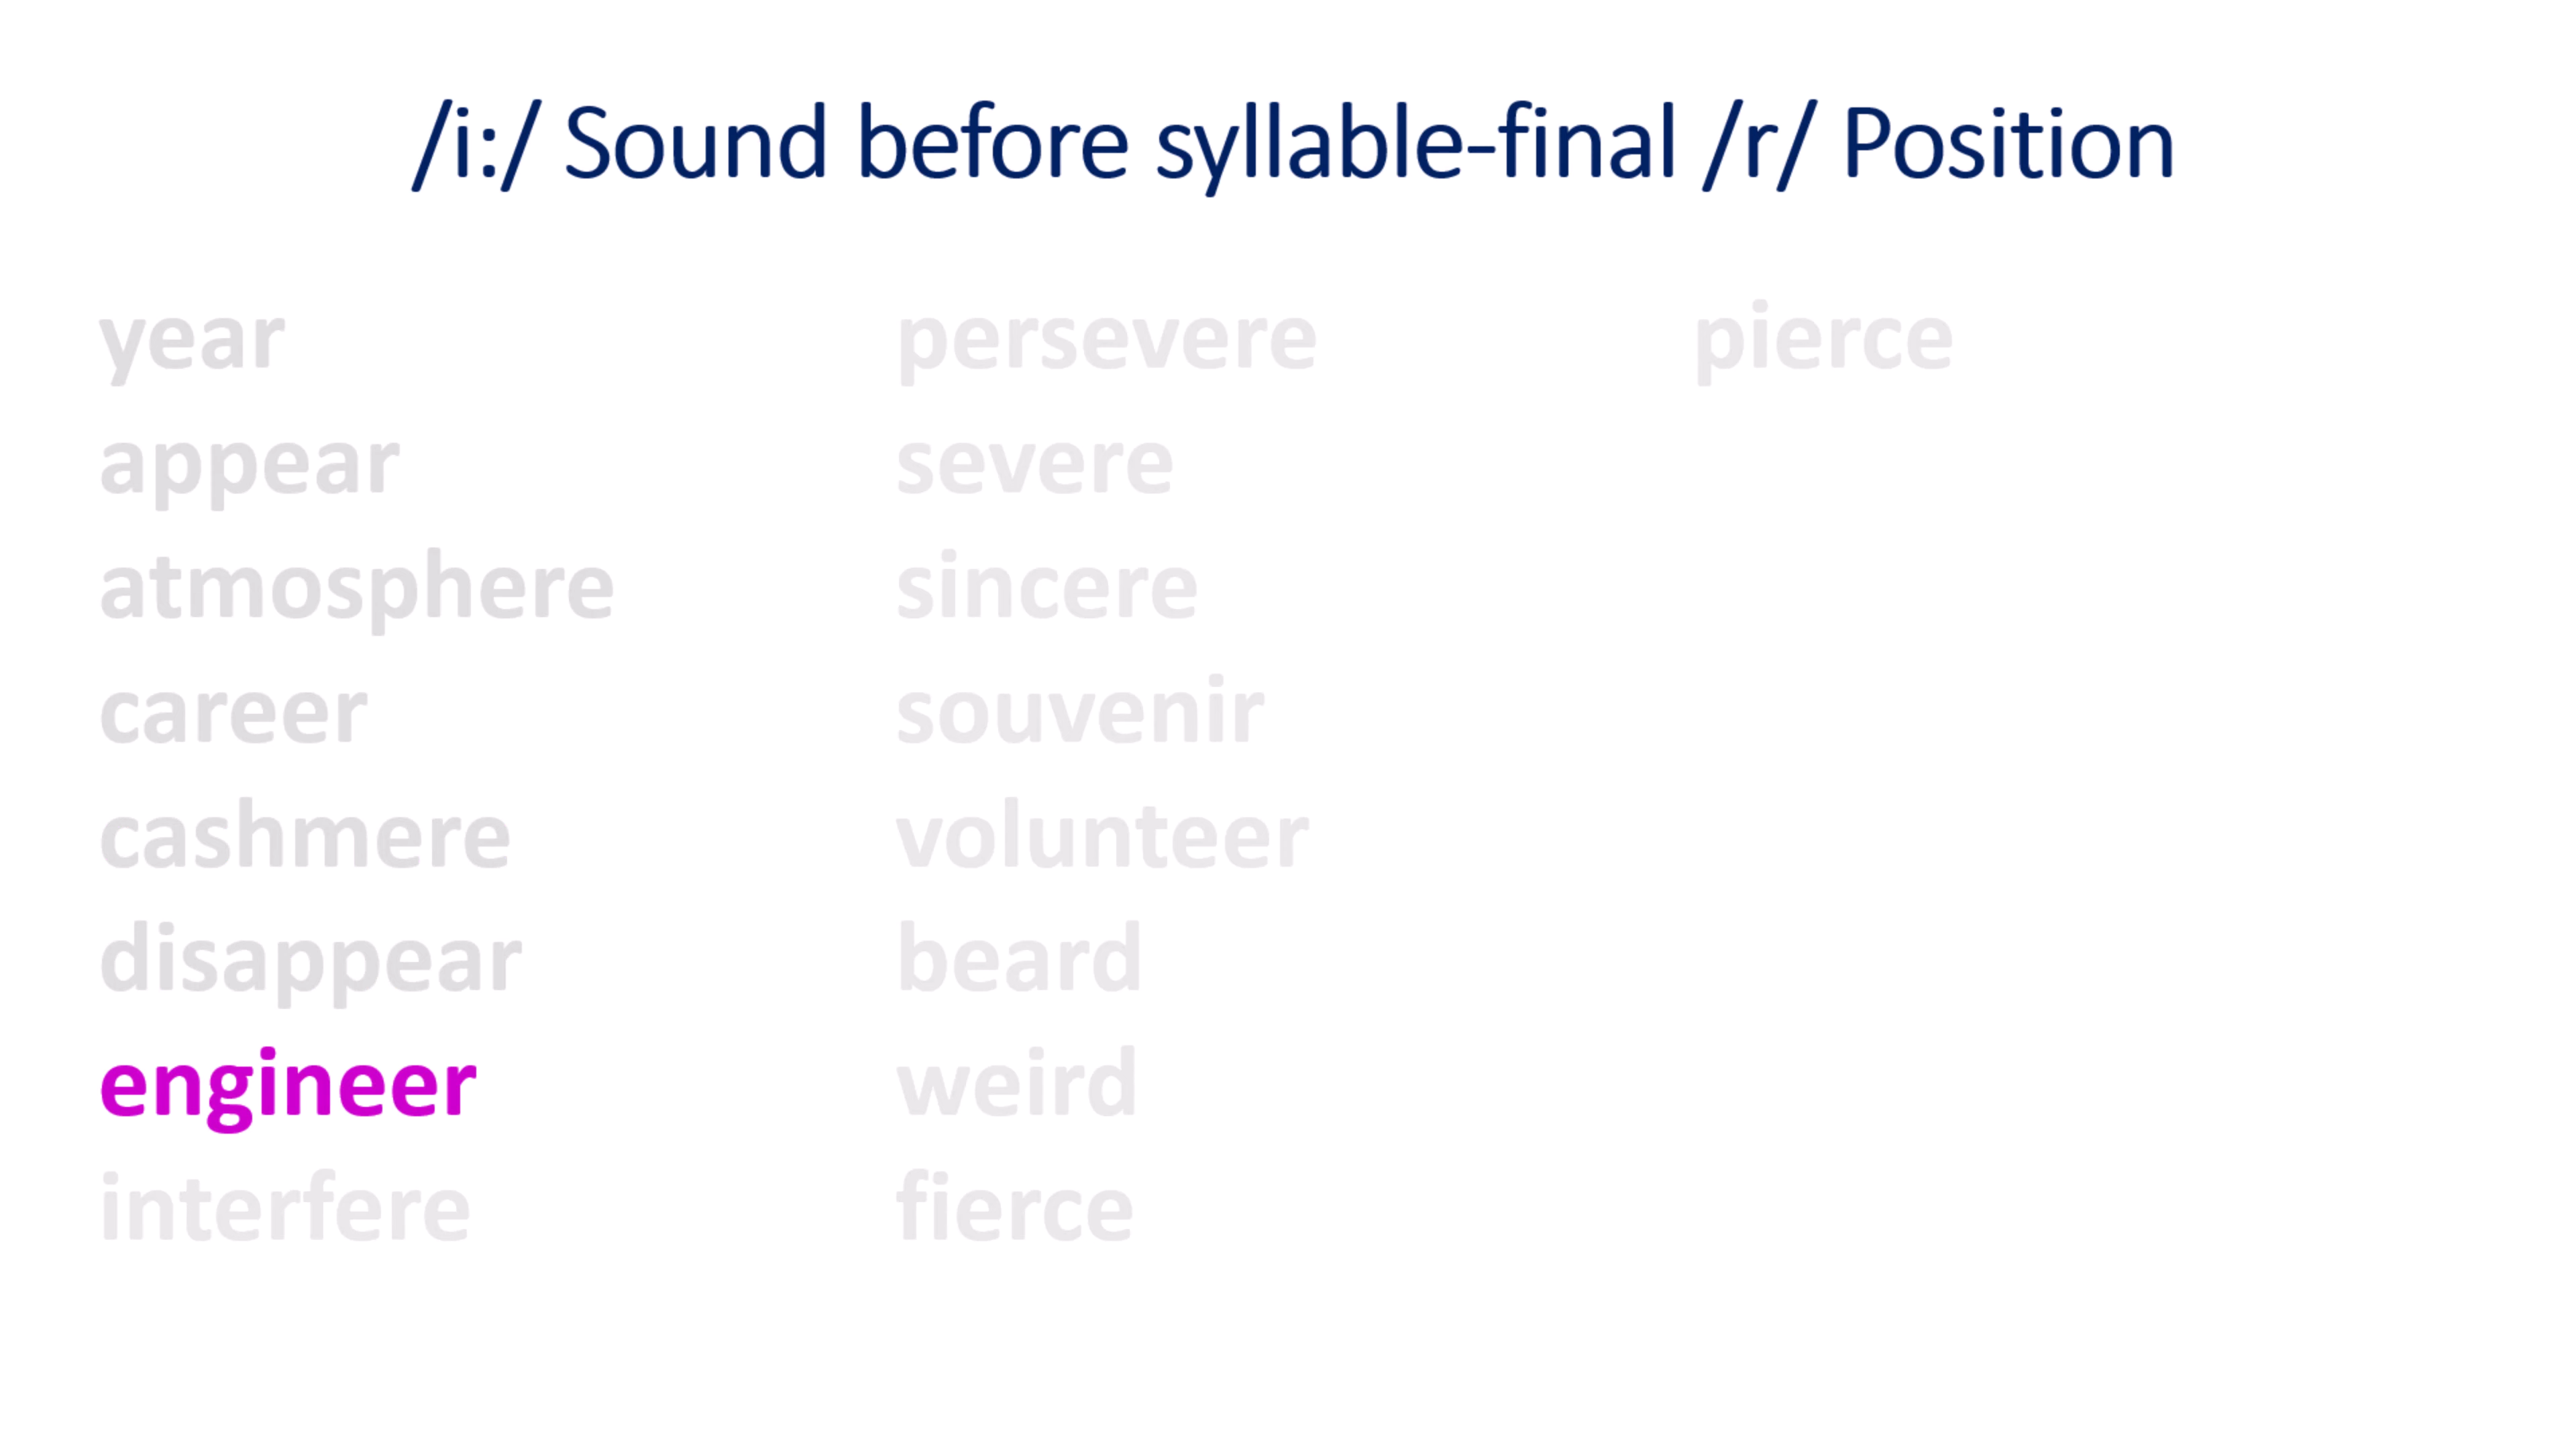 /i:/ Sound before syllable-final /r/ Position
year
appear
atmosphere
career
cashmere
disappear
engineer
interfere
persevere
severe
sincere
souvenir
volunteer
beard
weird
fierce
pierce